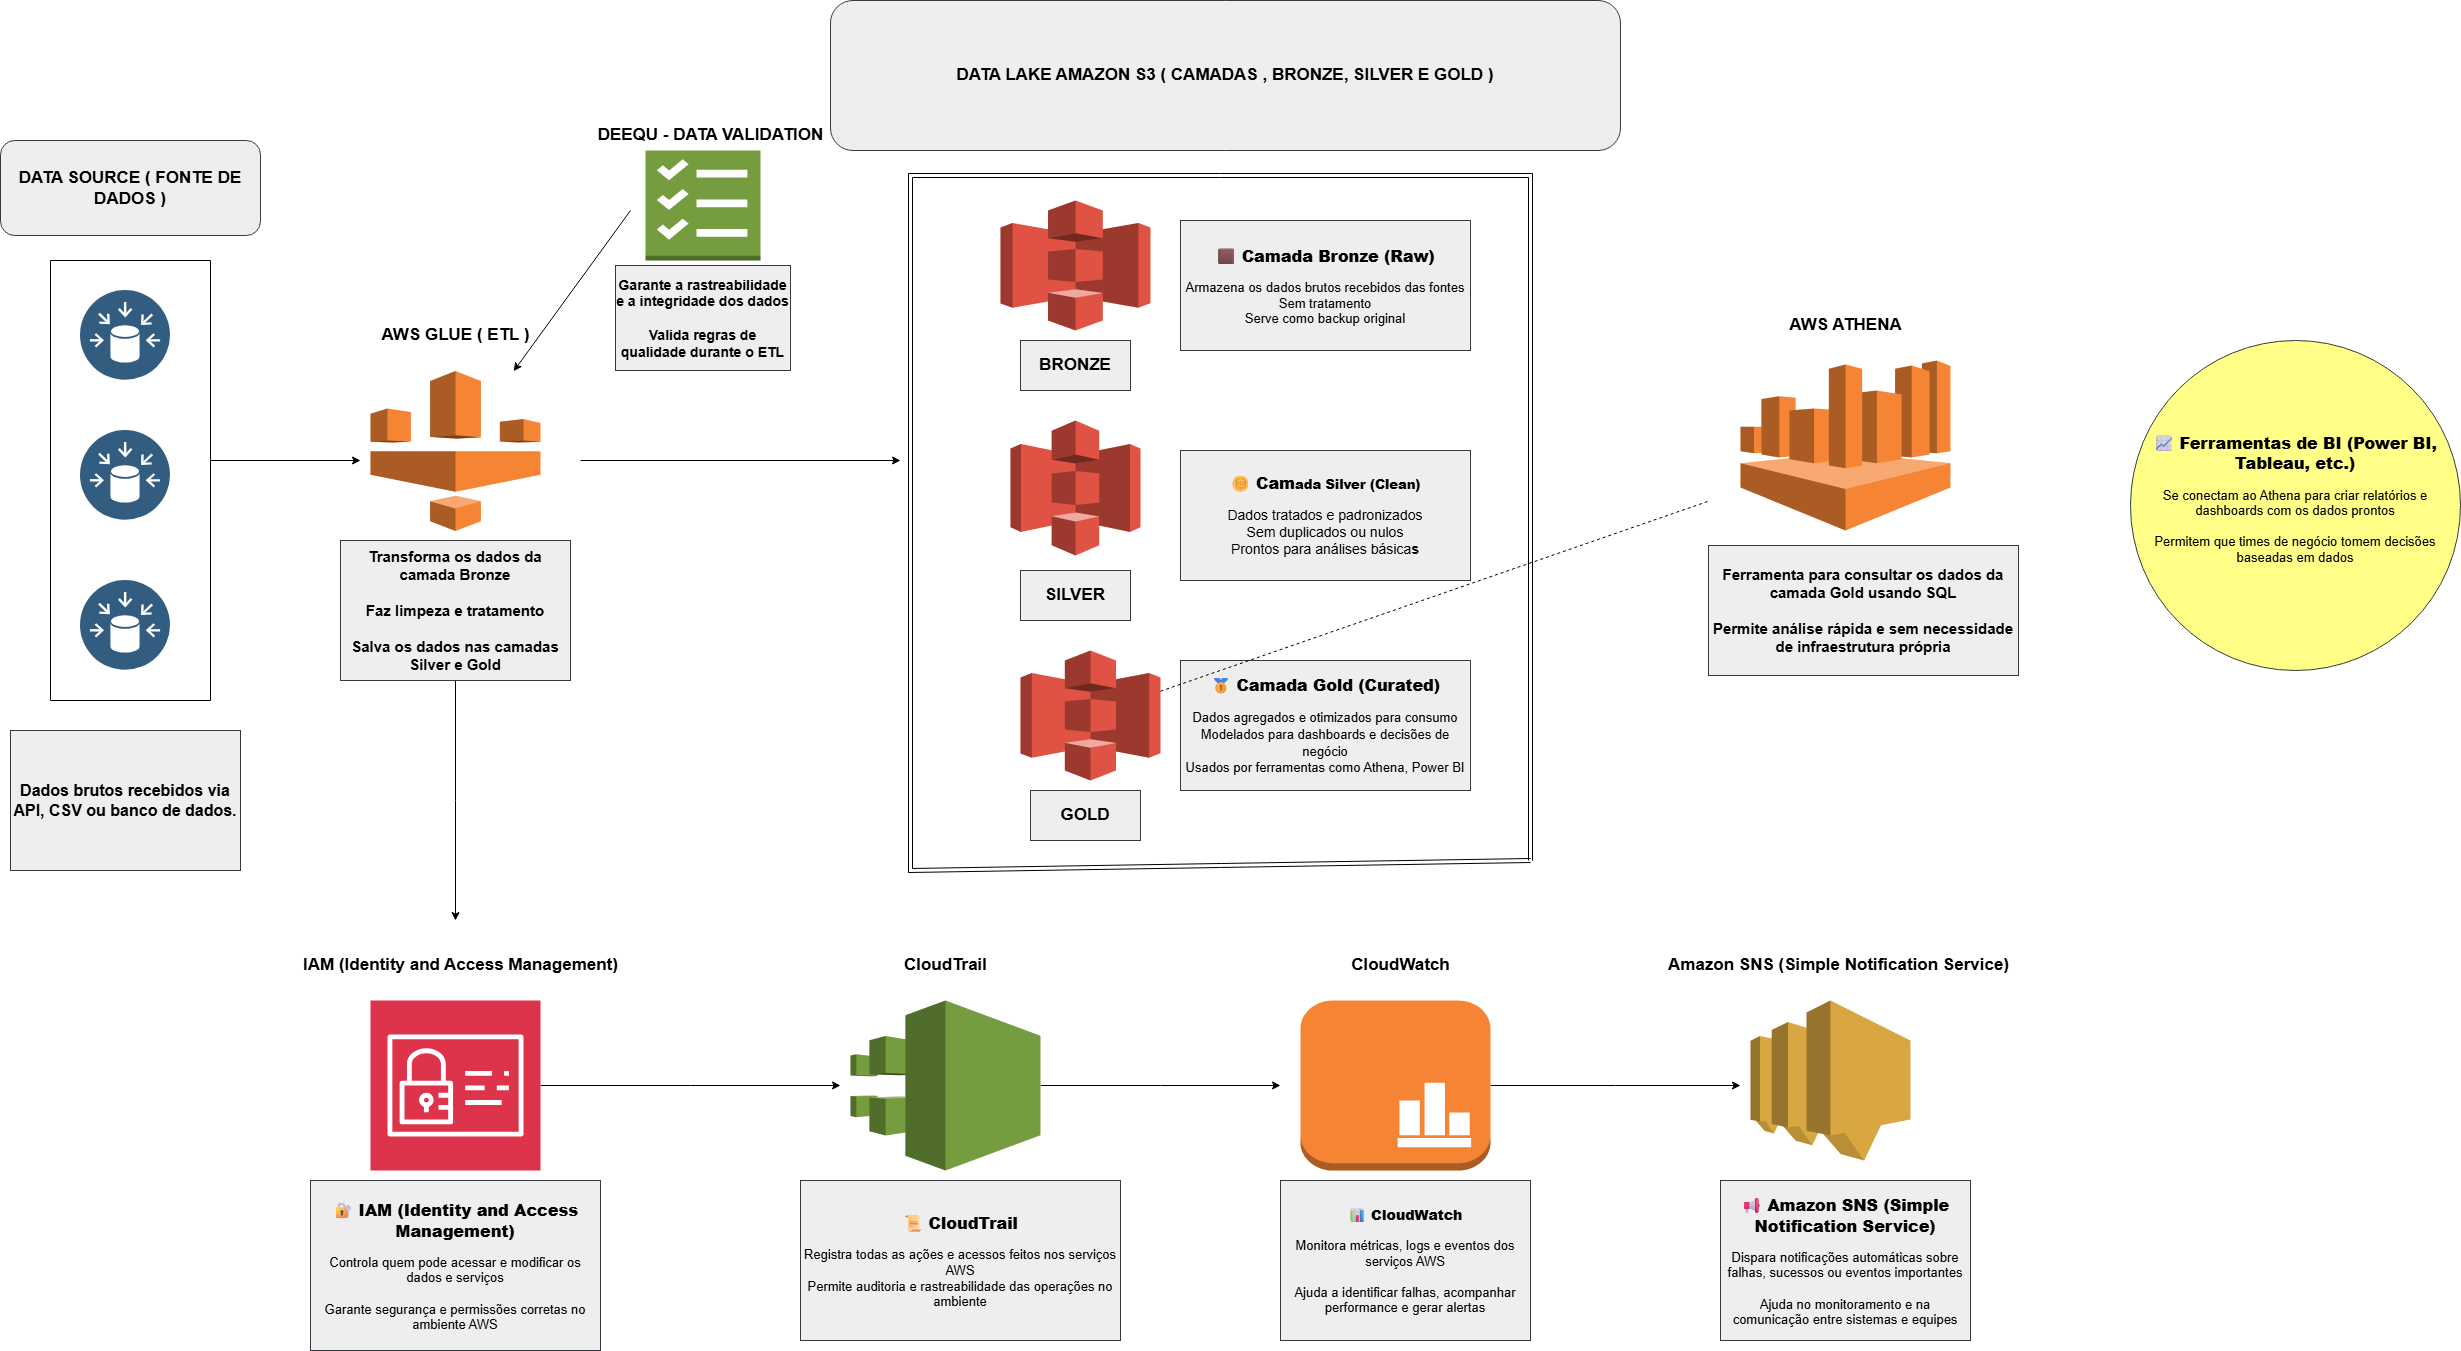 DATA LAKE AMAZON S3 ( CAMADAS , BRONZE, SILVER E GOLD )
DATA SOURCE ( FONTE DE
DADOS )
Dados brutos recebidos via
API, CSV ou banco de dados.
DEEQU - DATA VALIDATION
Garante a rastreabilidade
e a integridade dos dados
Valida regras de
qualidade durante o ETL
AWS GLUE ( ETL )
Transforma os dados da
camada Bronze
Faz limpeza e tratamento
Salva os dados nas camadas
Silver e Gold
BRONZE
🟫 Camada Bronze (Raw)
Armazena os dados brutos recebidos das fontes
Sem tratamento
Serve como backup original
SILVER
🪙 Camada Silver (Clean)
Dados tratados e padronizados
Sem duplicados ou nulos
Prontos para análises básicas
GOLD
🥇 Camada Gold (Curated)
Dados agregados e otimizados para consumo
Modelados para dashboards e decisões de
negócio
Usados por ferramentas como Athena, Power BI
AWS ATHENA
Ferramenta para consultar os dados da
camada Gold usando SQL
Permite análise rápida e sem necessidade
de infraestrutura própria
📈 Ferramentas de BI (Power BI,
Tableau, etc.)
Se conectam ao Athena para criar relatórios e
dashboards com os dados prontos
Permitem que times de negócio tomem decisões
baseadas em dados
IAM (Identity and Access Management)
🔐 IAM (Identity and Access
Management)
Controla quem pode acessar e modificar os
dados e serviços
Garante segurança e permissões corretas no
ambiente AWS
CloudTrail
📜 CloudTrail
Registra todas as ações e acessos feitos nos serviços
AWS
Permite auditoria e rastreabilidade das operações no
ambiente
CloudWatch
📊 CloudWatch
Monitora métricas, logs e eventos dos
serviços AWS
Ajuda a identificar falhas, acompanhar
performance e gerar alertas
Amazon SNS (Simple Notification Service)
📢 Amazon SNS (Simple
Notification Service)
Dispara notificações automáticas sobre
falhas, sucessos ou eventos importantes
Ajuda no monitoramento e na
comunicação entre sistemas e equipes